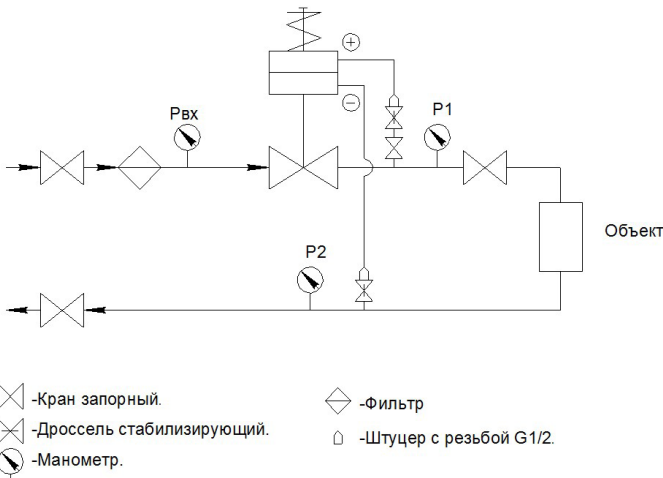 +
Рвх
−
Р1
Объект
Р2
-Кран запорный.
-Фильтр
-Дроссель стабилизирующий.
-Штуцер с резьбой G1/2.
-Манометр.